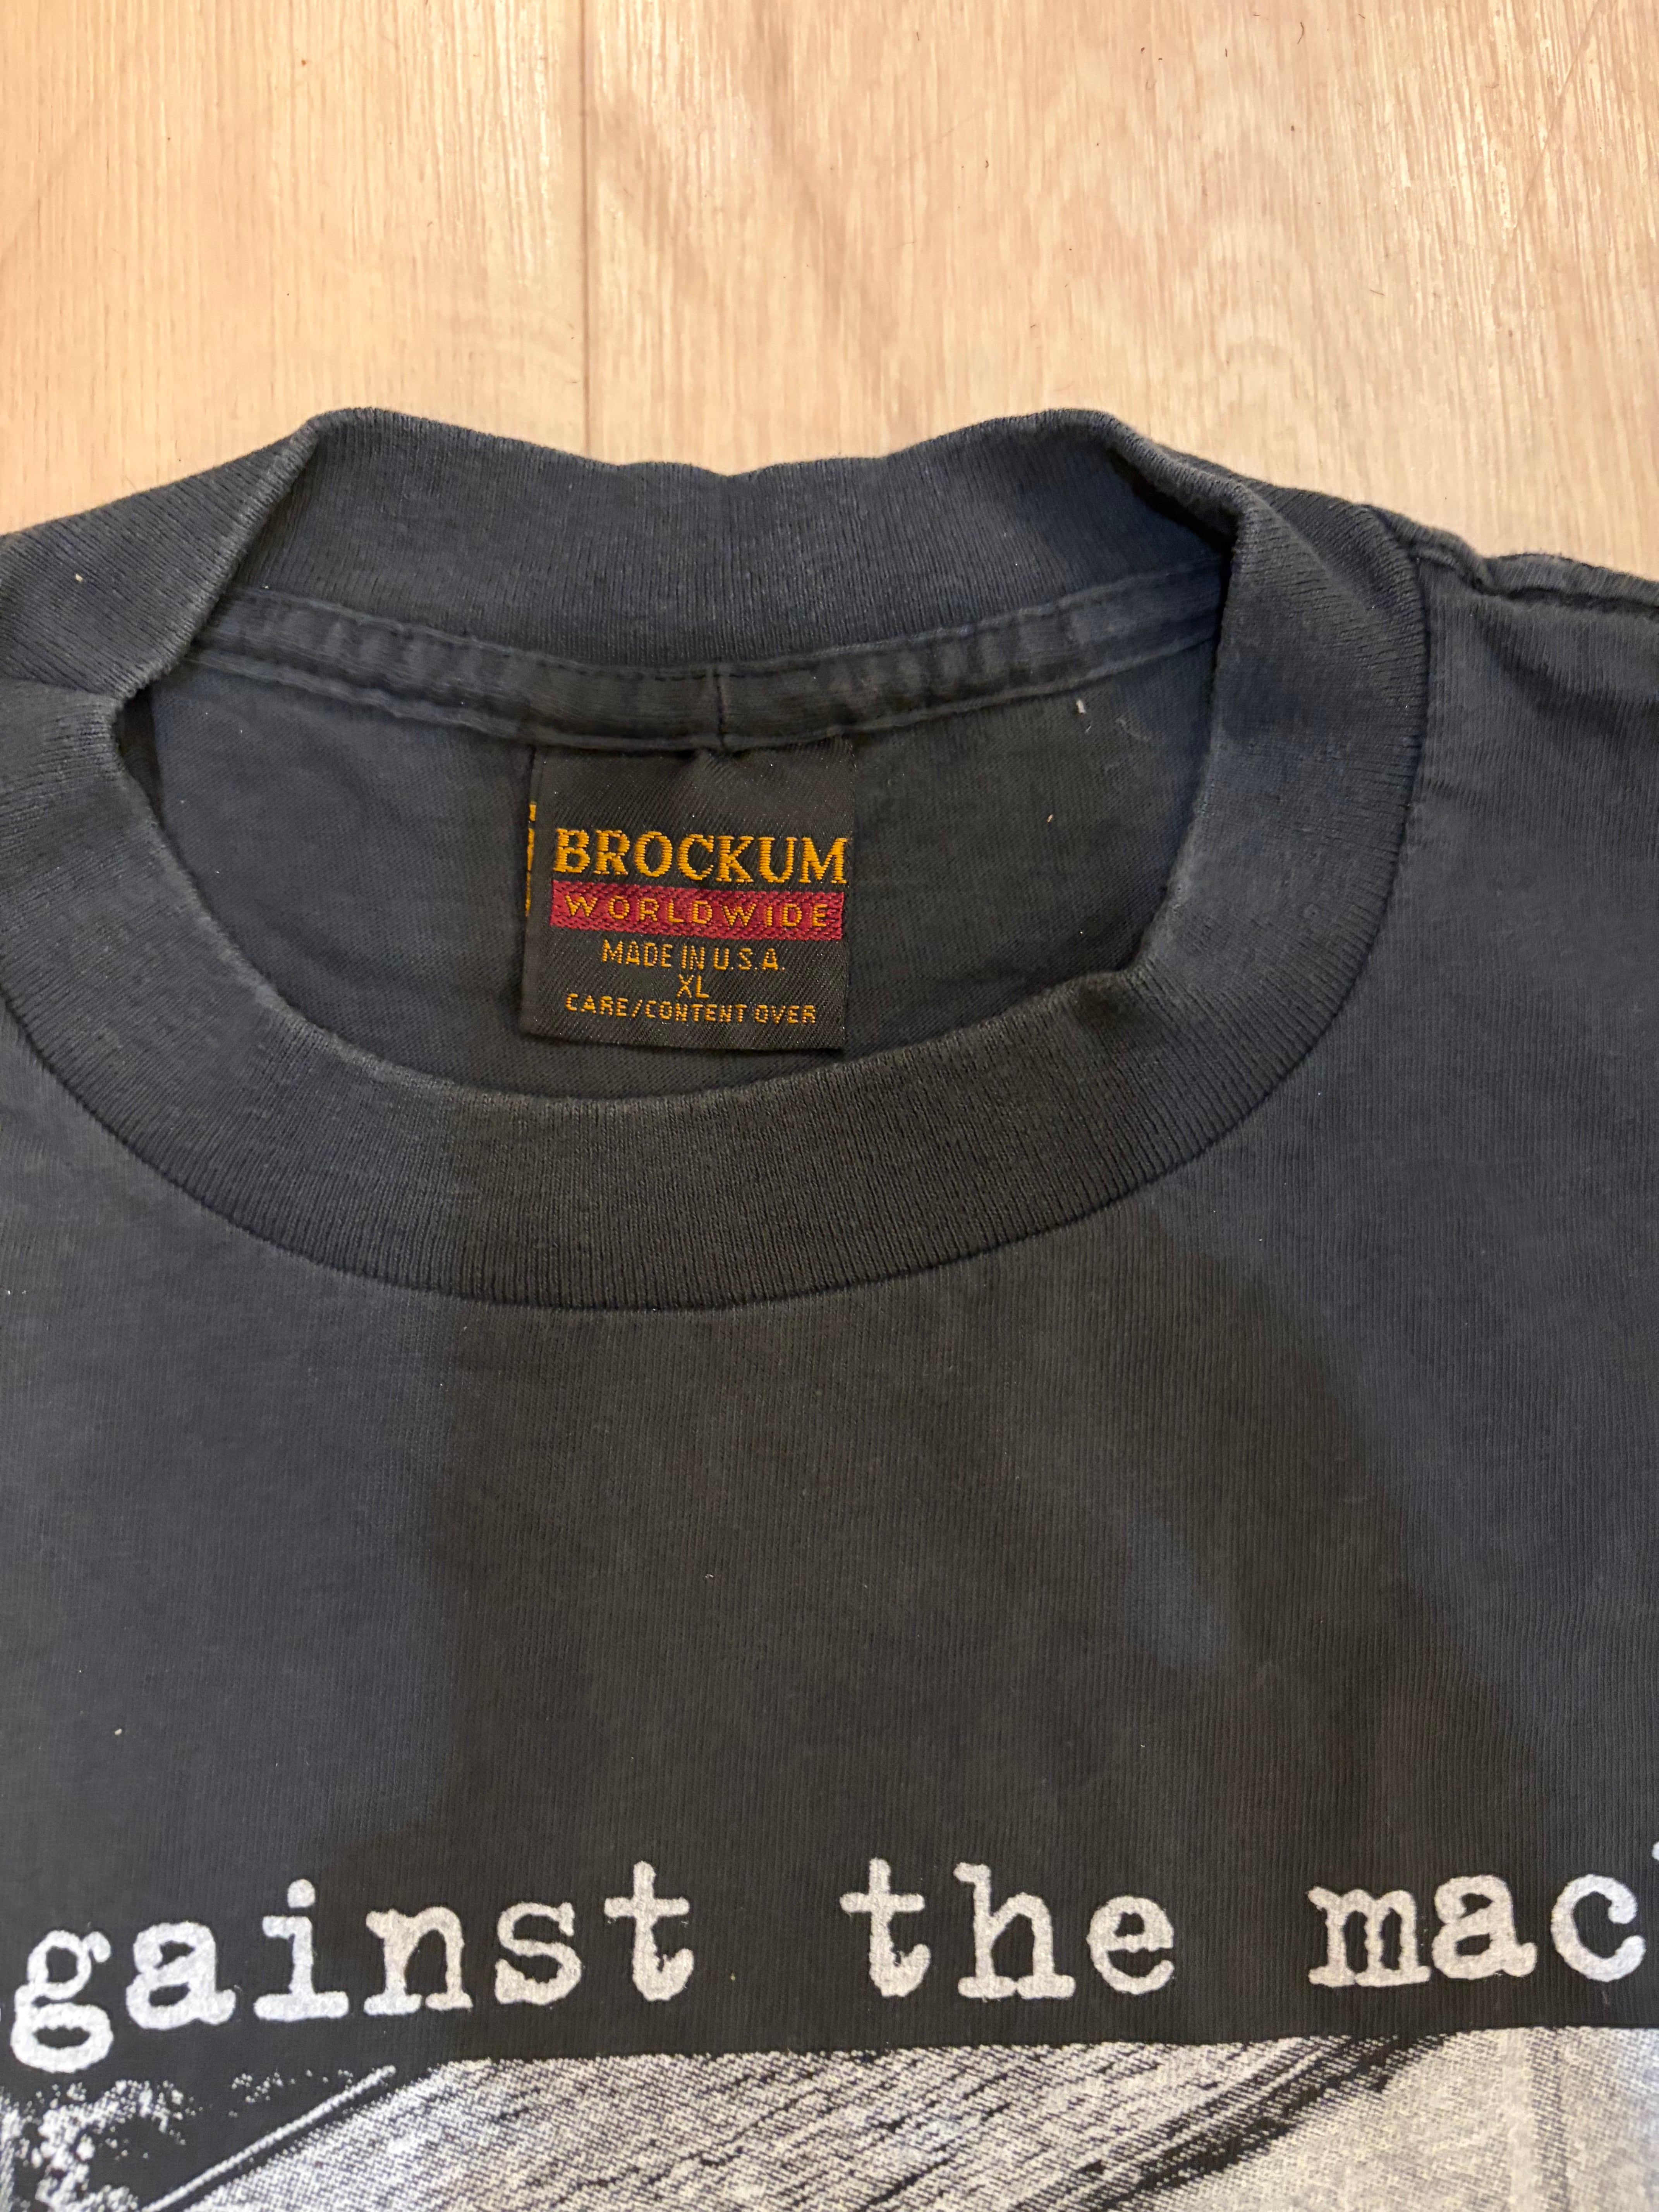 BROCKUM
WORLDWIDE
MADE IN U.S.A.
XL
CARE/CONTENT OVER
gainst the mac